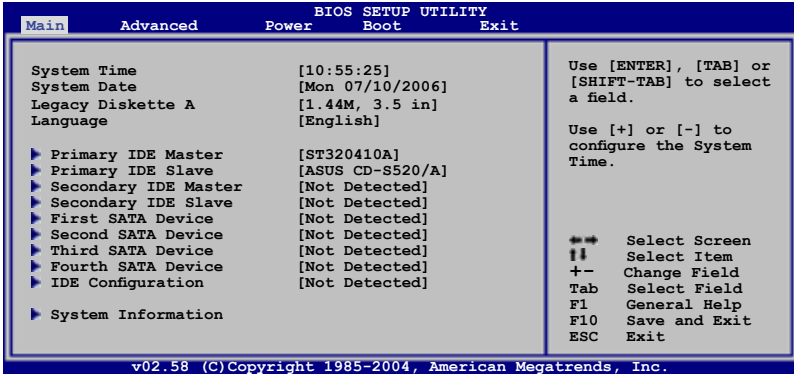 BIOS SETUP UTILITY
Main Advanced Power Boot Exit
System Time [10:55:25]
System Date [Mon 07/10/2006]
Legacy Diskette A [1.44M, 3.5 in]
Language [English]
Primary IDE Master [ST320410A]
Primary IDE Slave [ASUS CD-S520/A]
Secondary IDE Master [Not Detected]
Secondary IDE Slave [Not Detected]
First SATA Device [Not Detected]
Second SATA Device [Not Detected]
Third SATA Device [Not Detected]
Fourth SATA Device [Not Detected]
IDE Configuration [Not Detected]
System Information
Use [ENTER], [TAB] or
[SHIFT-TAB] to select
a field.
Use [+] or [-] to
configure the System
Time.
←→ Select Screen
↑↓ Select Item
+- Change Field
Tab Select Field
F1 General Help
F10 Save and Exit
ESC Exit
v02.58 (C)Copyright 1985-2004, American Megatrends, Inc.